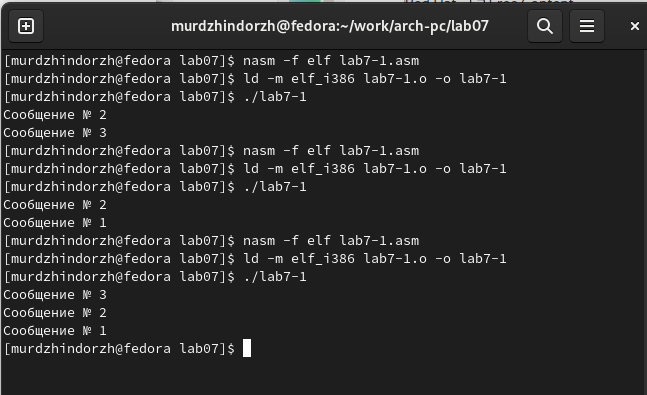 murdzhindorzh@fedora:~/work/arch-pc/lab07
[murdzhindorzh@fedora lab07]$ nasm -f elf lab7-1.asm
[murdzhindorzh@fedora lab07]$ ld -m elf_i386 lab7-1.o -o lab7-1
[murdzhindorzh@fedora lab07]$ ./lab7-1
Сообщение № 2
Сообщение № 3
[murdzhindorzh@fedora lab07]$ nasm -f elf lab7-1.asm
[murdzhindorzh@fedora lab07]$ ld -m elf_i386 lab7-1.o -o lab7-1
[murdzhindorzh@fedora lab07]$ ./lab7-1
Сообщение № 2
Сообщение № 1
[murdzhindorzh@fedora lab07]$ nasm -f elf lab7-1.asm
[murdzhindorzh@fedora lab07]$ ld -m elf_i386 lab7-1.o -o lab7-1
[murdzhindorzh@fedora lab07]$ ./lab7-1
Сообщение № 3
Сообщение № 2
Сообщение № 1
[murdzhindorzh@fedora lab07]$